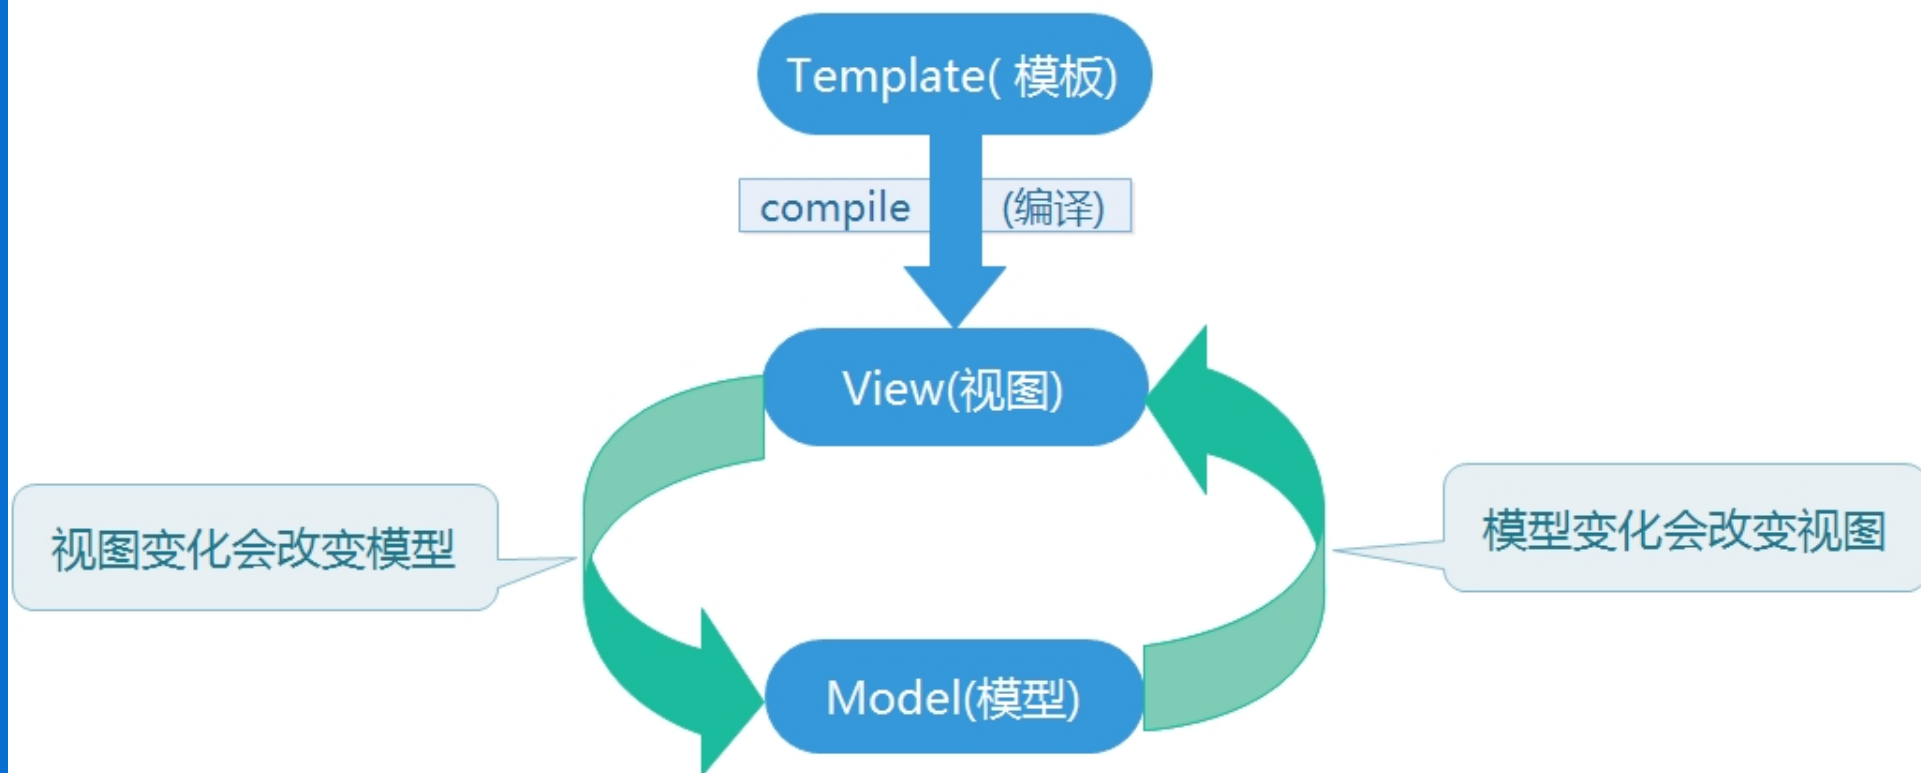 Template( 模板)
compile (编译)
View(视图)
视图变化会改变模型
模型变化会改变视图
Model(模型)